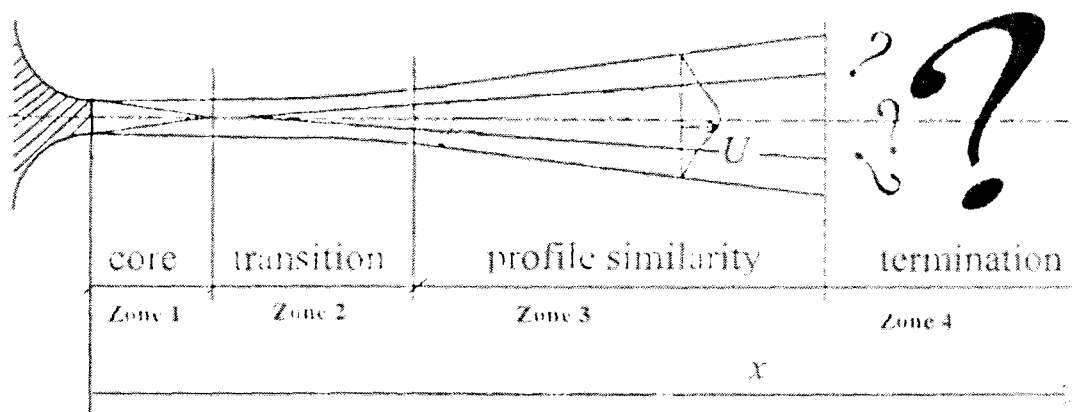 ? ? ? ?
U
core transition profile similarity termination
Zone 1 Zone 2 Zone 3 Zone 4
x